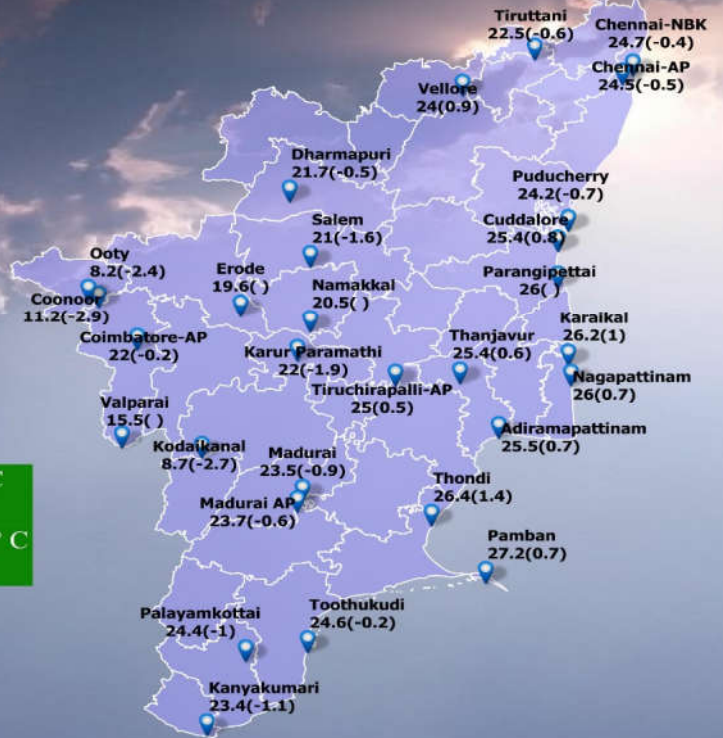 Tiruttani
22.5(-0.6)
Chennai-NBK
24.7(-0.4)
Chennai-AP
24.5(-0.5)
Vellore
24(0.9)
Dharmapuri
21.7(-0.5)
Puducherry
24.2(-0.7)
Salem
21(-1.6)
Cuddalore
25.4(0.8)
Ooty
8.2(-2.4)
Erode
19.6( )
Namakkal
20.5( )
Parangipettai
26( )
Coonoor
11.2(-2.9)
Coimbatore-AP
22(-0.2)
Karur Paramathi
22(-1.9)
Thanjavur
25.4(0.6)
Karaikal
26.2(1)
Tiruchirapalli-AP
25(0.5)
Nagapattinam
26(0.7)
Valparai
15.5( )
Adiramapattinam
25.5(0.7)
Kodaikanal
8.7(-2.7)
Madurai
23.5(-0.9)
Madurai AP
23.7(-0.6)
Thondi
26.4(1.4)
C
° C
Pamban
27.2(0.7)
Palayamkottai
24.4(-1)
Toothukudi
24.6(-0.2)
Kanyakumari
23.4(-1.1)